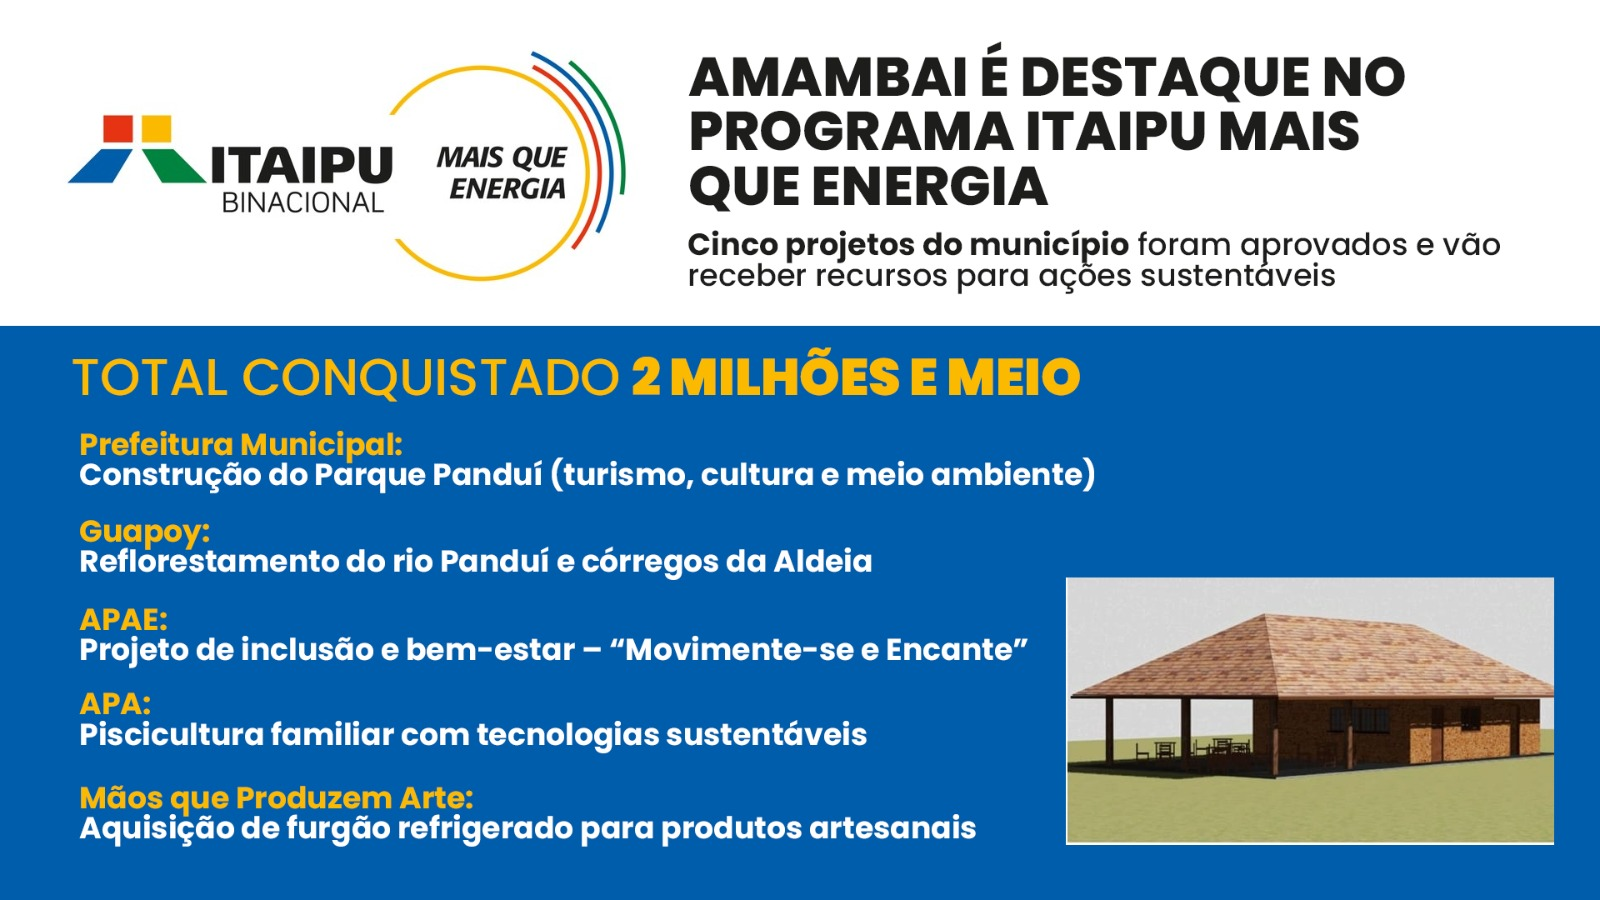 ITAIPU
BINACIONAL
MAIS QUE
ENERGIA
AMAMBAI É DESTAQUE NO
PROGRAMA ITAIPU MAIS
QUE ENERGIA
Cinco projetos do município foram aprovados e vão
receber recursos para ações sustentáveis
TOTAL CONQUISTADO 2 MILHÕES E MEIO
Prefeitura Municipal:
Construção do Parque Panduí (turismo, cultura e meio ambiente)
Guapoy:
Reflorestamento do rio Panduí e córregos da Aldeia
APAE:
Projeto de inclusão e bem-estar – “Movimente-se e Encante”
APA:
Piscicultura familiar com tecnologias sustentáveis
Mãos que Produzem Arte:
Aquisição de furgão refrigerado para produtos artesanais